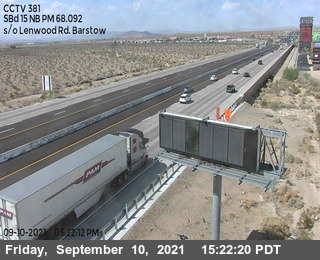 CCTV 381
SBd 15 NB PM 68.092
s/o Lenwood Rd. Barstow
PAM
09-10-2021 03:22:12 PM
Friday, September 10, 2021 15:22:20 PDT